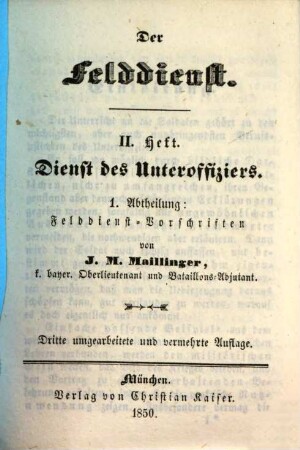 Der
Felddienst.
II. Heft.
Dienst des Unteroffiziers.
1. Abtheilung:
Felddienst-Vorschriften
von
J. M. Maillinger,
k. bayer. Oberlieutenant und Bataillons-Adjutant.
Dritte umgearbeitete und vermehrte Auflage.
München.
Verlag von Christian Kaiser.
1850.